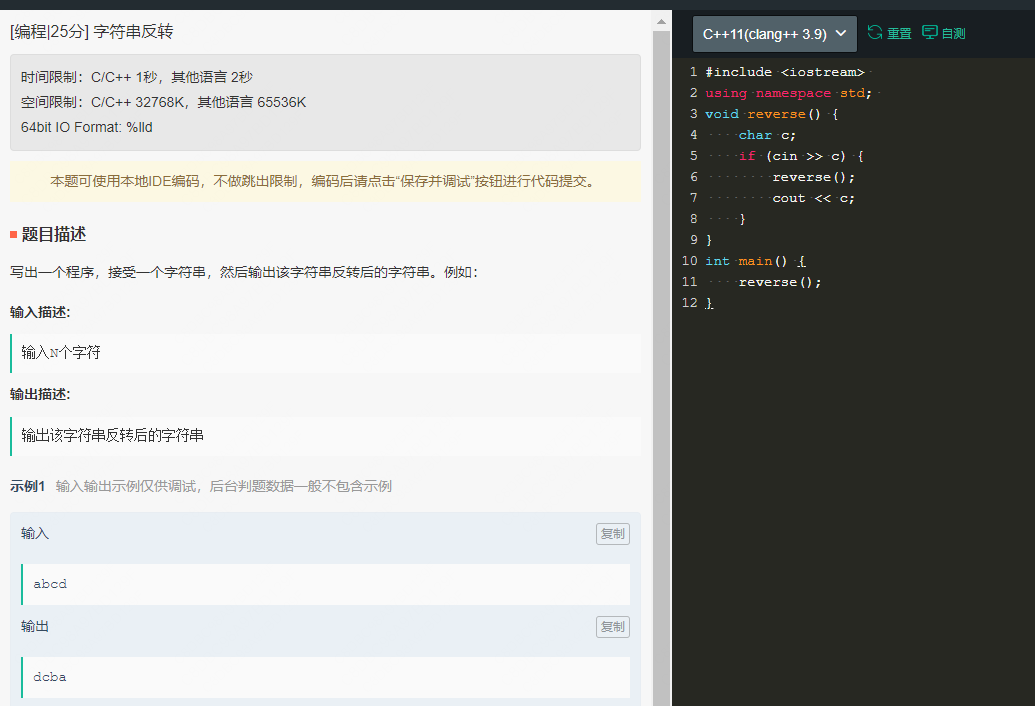 [编程|25分] 字符串反转
时间限制：C/C++ 1秒，其他语言 2秒
空间限制：C/C++ 32768K，其他语言 65536K
64bit IO Format: %lld
本题可使用本地IDE编码，不做跳出限制，编码后请点击“保存并调试”按钮进行代码提交。
题目描述
写出一个程序，接受一个字符串，然后输出该字符串反转后的字符串。例如：
输入描述:
输入N个字符
输出描述:
输出该字符串反转后的字符串
示例1 输入输出示例仅供调试，后台判题数据一般不包含示例
输入 复制
abcd
输出 复制
dcba
C++11(clang++ 3.9) 重置 自测
1 #include <iostream>
2 using namespace std;
3 void reverse() {
4     char c;
5     if (cin >> c) {
6         reverse();
7         cout << c;
8     }
9 }
10 int main() {
11     reverse();
12 }